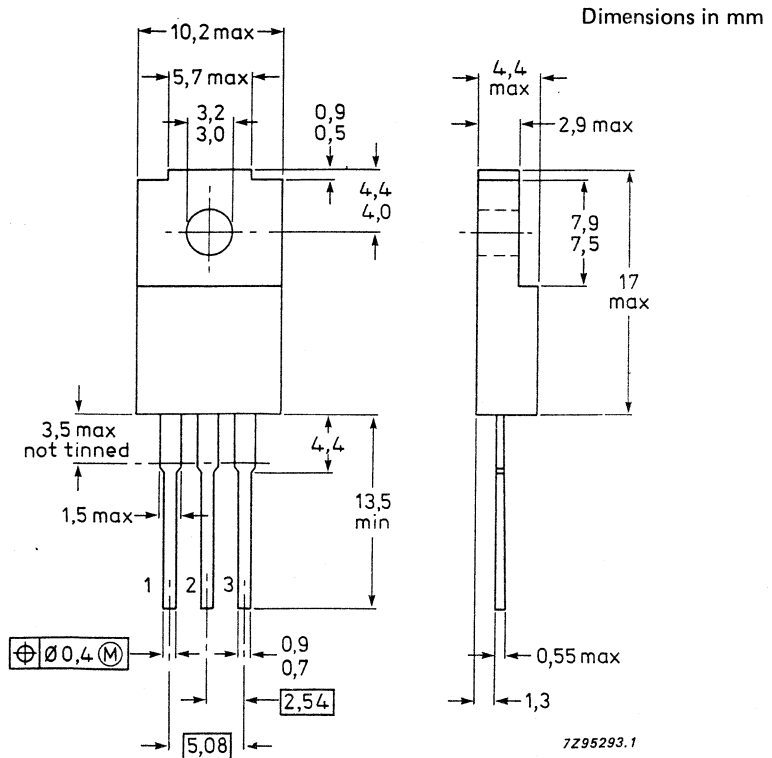 Dimensions in mm
10,2 max
5,7 max
3,2
3,0
0,9
0,5
4,4
4,0
4,4
max
2,9 max
7,9
7,5
17
max
3,5 max
not tinned
4,4
1,5 max
13,5
min
1 2 3
Ø 0,4 Ⓜ
0,9
0,7
2,54
5,08
0,55 max
1,3
7Z95293.1